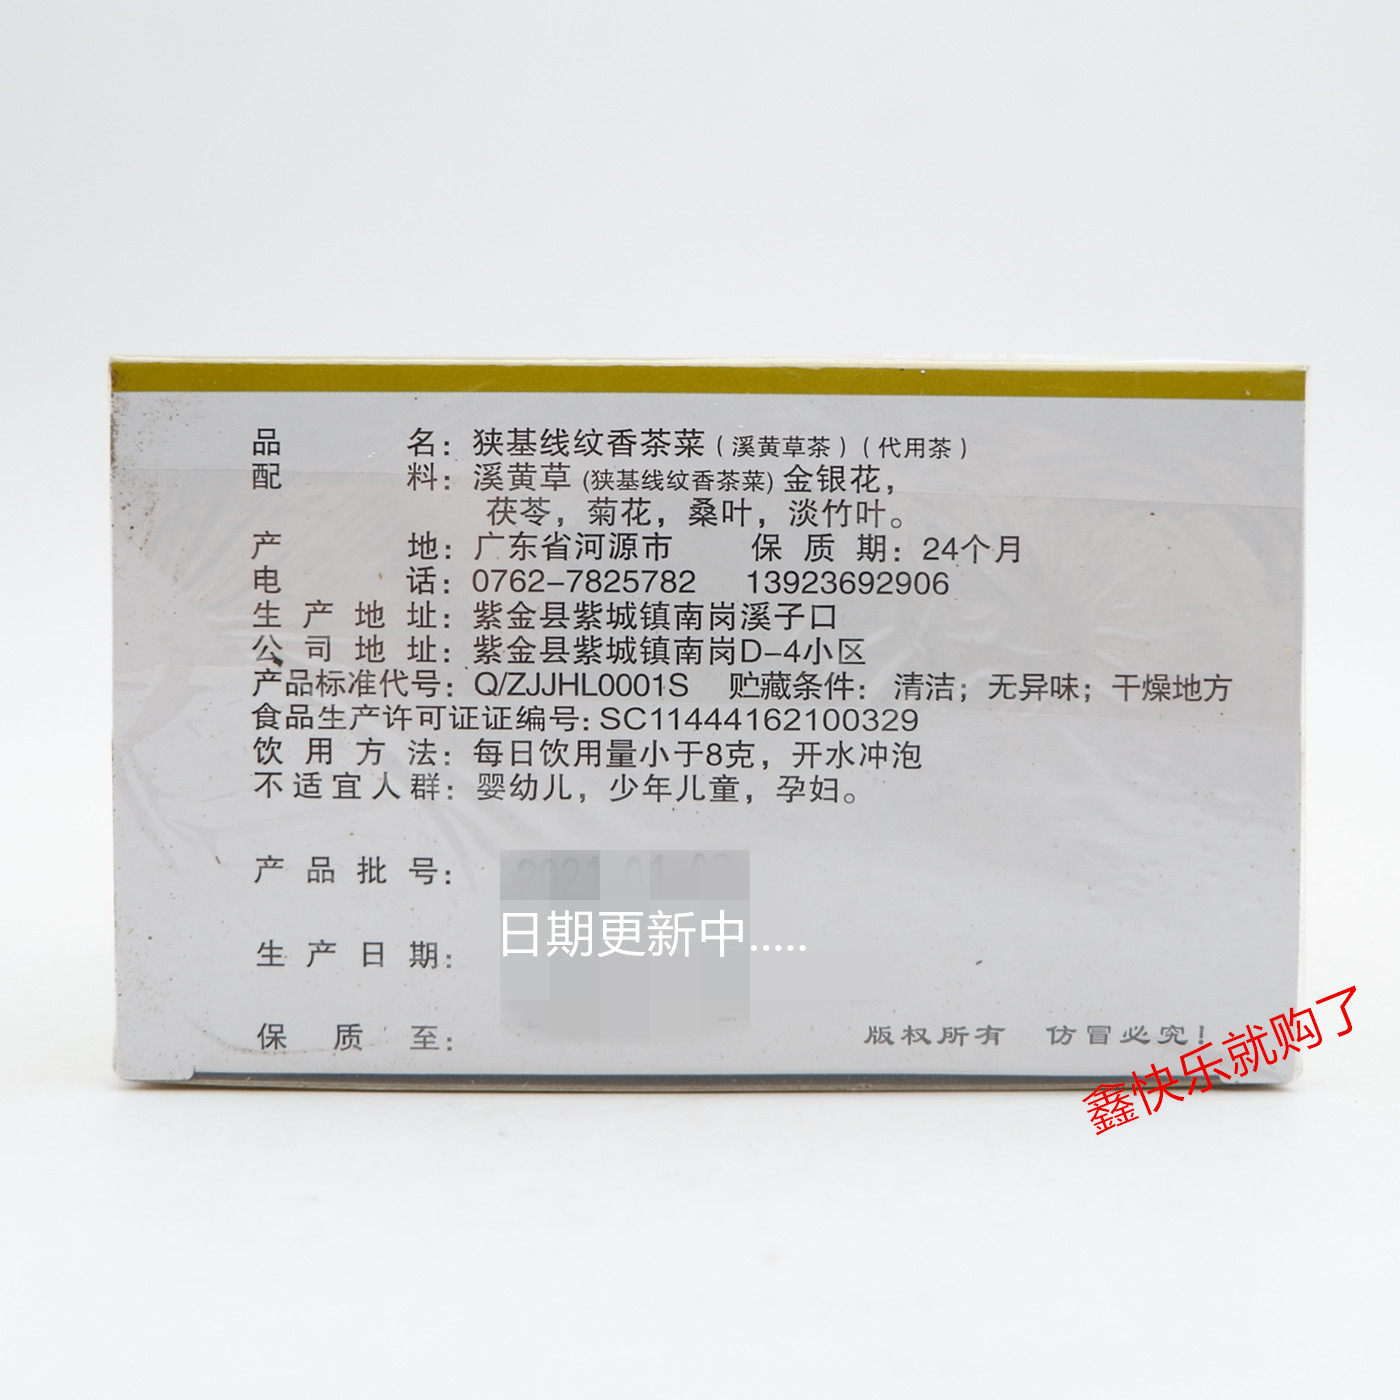 品名：狭基线纹香茶菜（溪黄草茶）（代用茶）
配料：溪黄草(狭基线纹香茶菜)金银花，
茯苓，菊花，桑叶，淡竹叶。
产地：广东省河源市 保质期：24个月
电话：0762-7825782 13923692906
生产地址：紫金县紫城镇南岗溪子口
公司地址：紫金县紫城镇南岗D-4小区
产品标准代号：Q/ZJJHL0001S 贮藏条件：清洁；无异味；干燥地方
食品生产许可证证编号：SC11444162100329
饮用方法：每日饮用量小于8克，开水冲泡
不适宜人群：婴幼儿，少年儿童，孕妇。
产品批号：
日期更新中.....
生产日期：
保质至：
版权所有 仿冒必究！
鑫快乐就购了